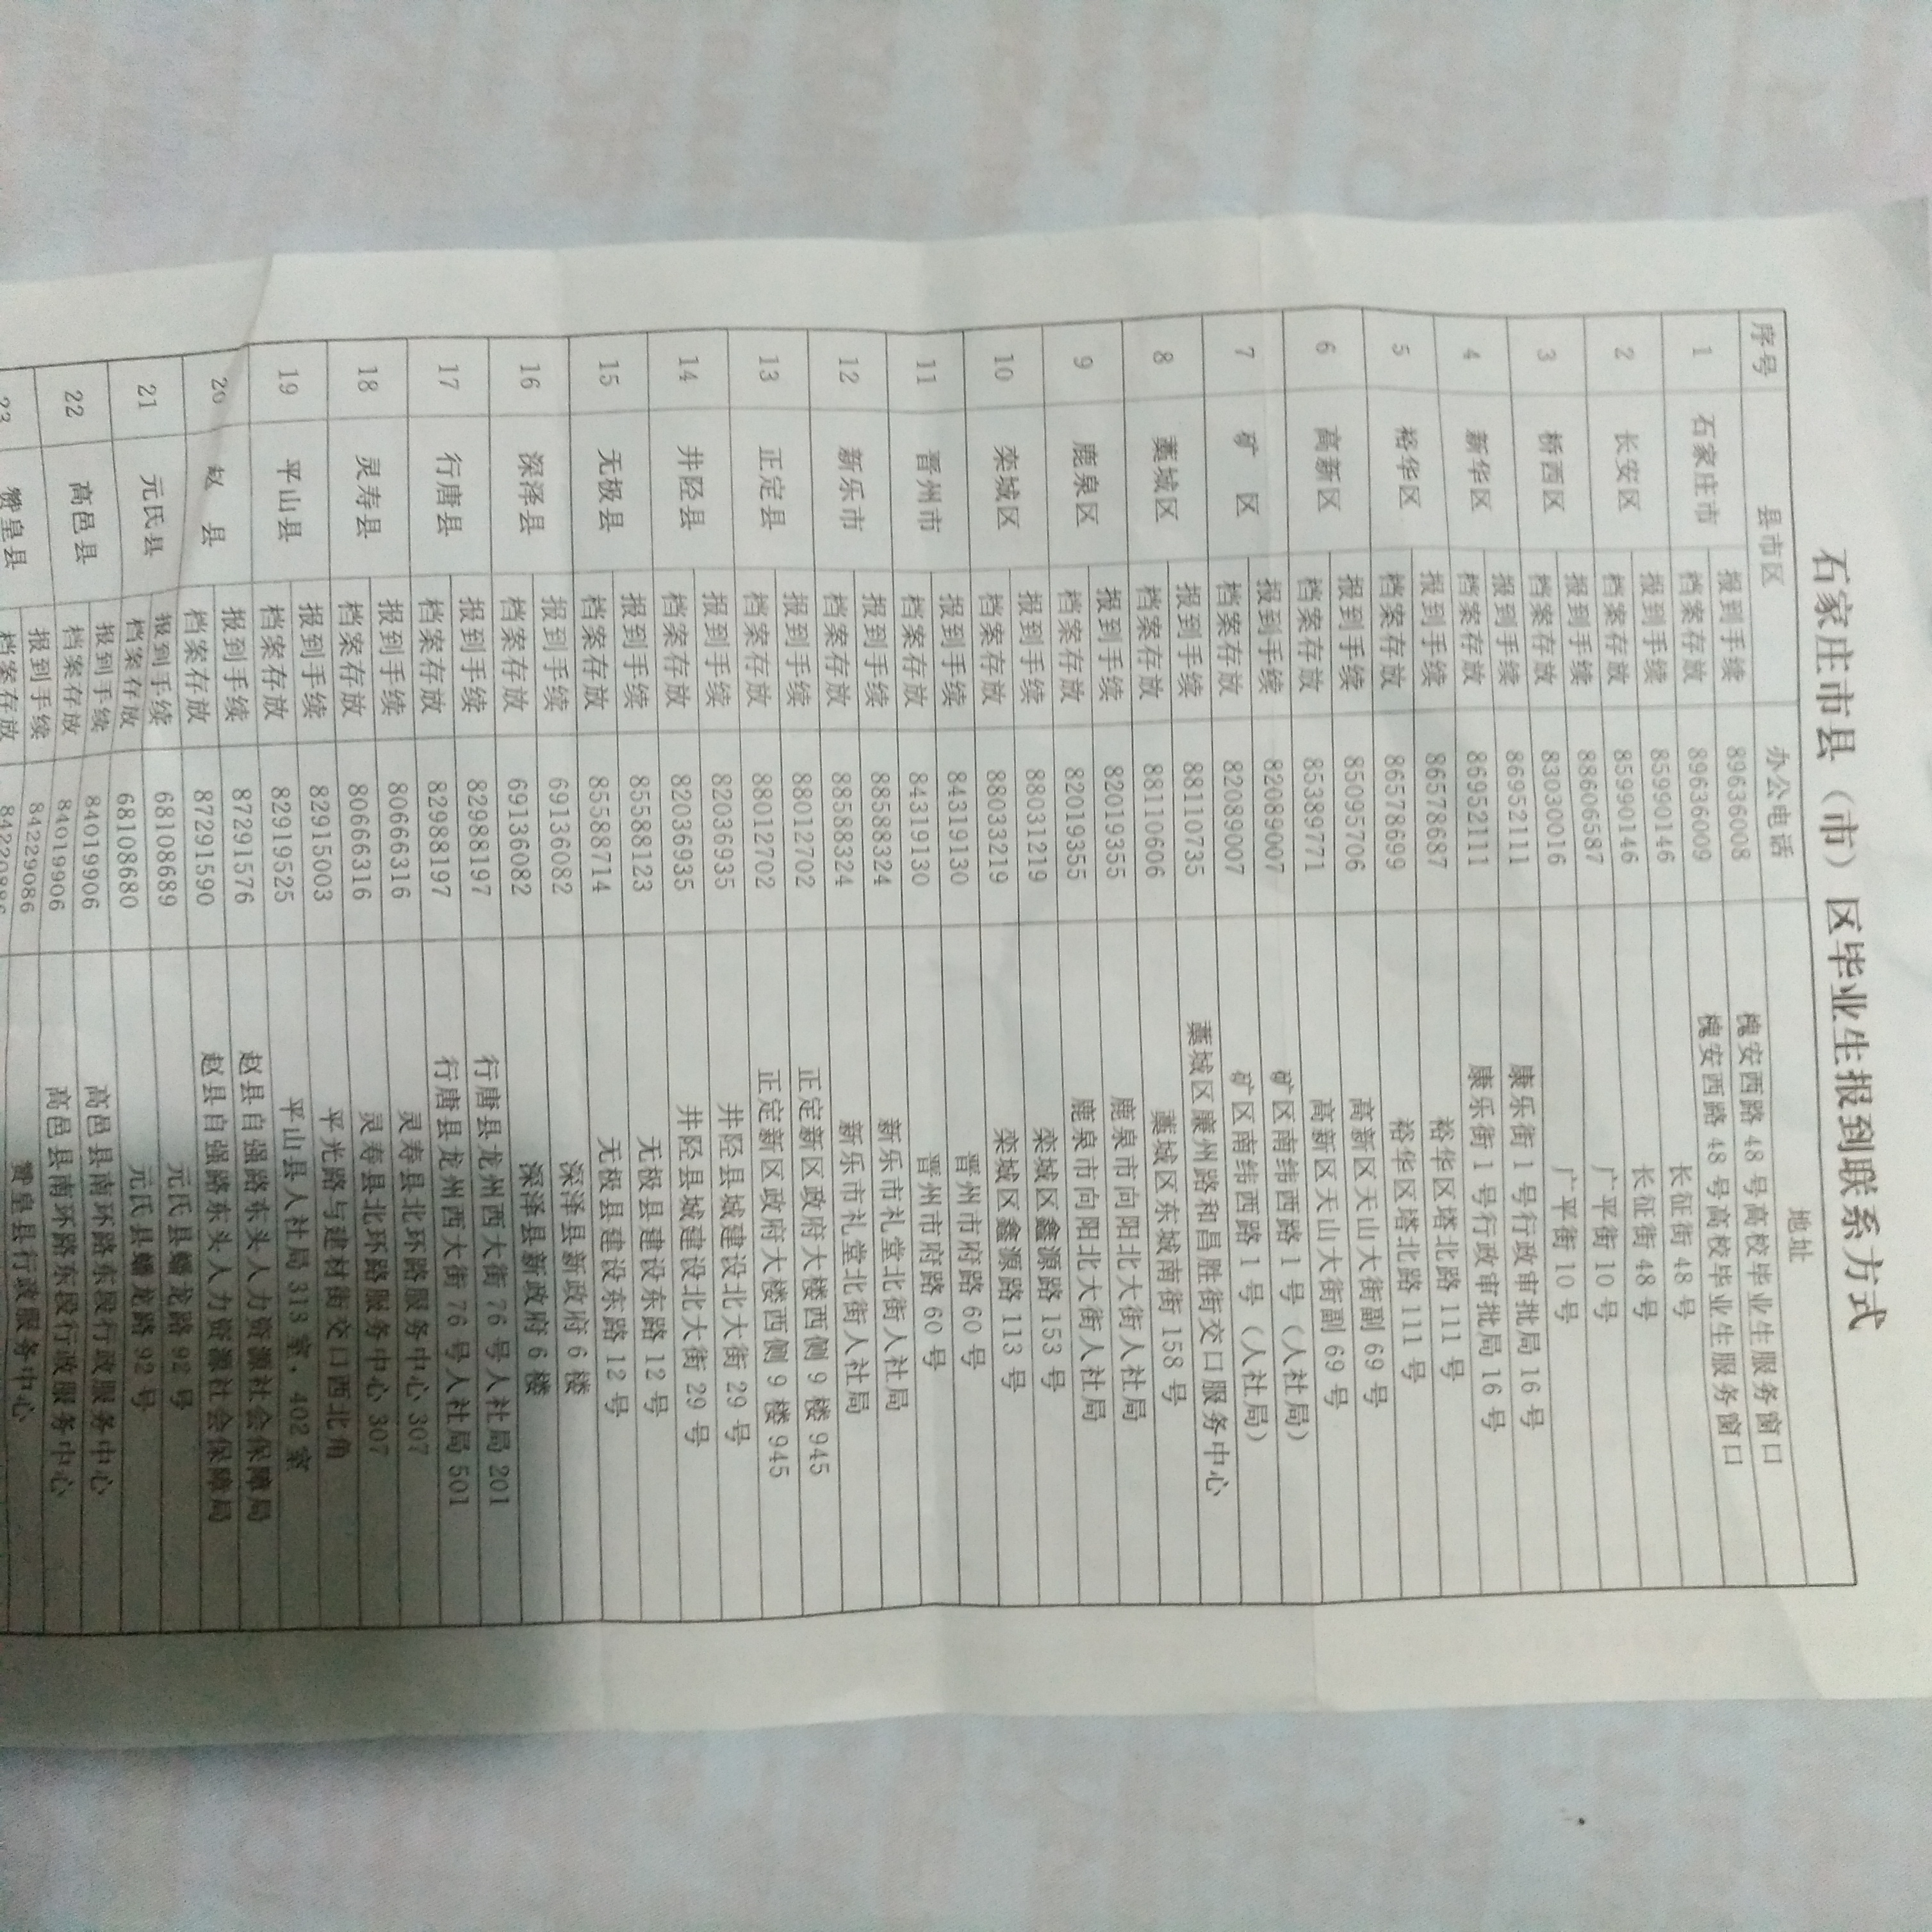 石家庄市县（市）区毕业生报到联系方式
序号 县市区 办公电话 地址
1 石家庄市 报到手续 89636008 槐安西路 48 号高校毕业生服务窗口
档案存放 89636009 槐安西路 48 号高校毕业生服务窗口
2 长安区 报到手续 85990146 长征街 48 号
档案存放 85990146 长征街 48 号
3 桥西区 报到手续 88606587 广平街 10 号
档案存放 83030016 广平街 10 号
4 新华区 报到手续 86952111 康乐街 1 号行政审批局 16 号
档案存放 86952111 康乐街 1 号行政审批局 16 号
5 裕华区 报到手续 86578687 裕华区塔北路 111 号
档案存放 86578699 裕华区塔北路 111 号
6 高新区 报到手续 85095706 高新区天山大街副 69 号
档案存放 85389771 高新区天山大街副 69 号
7 矿 区 报到手续 82089007 矿区南纬西路 1 号（人社局）
档案存放 82089007 矿区南纬西路 1 号（人社局）
8 藁城区 报到手续 88110735 藁城区廉州路和昌胜街交口服务中心
档案存放 88110606 藁城区东城南街 158 号
9 鹿泉区 报到手续 82019355 鹿泉市向阳北大街人社局
档案存放 82019355 鹿泉市向阳北大街人社局
10 栾城区 报到手续 88031219 栾城区鑫源路 153 号
档案存放 88033219 栾城区鑫源路 113 号
11 晋州市 报到手续 84319130 晋州市府路 60 号
档案存放 84319130 晋州市府路 60 号
12 新乐市 报到手续 88588324 新乐市礼堂北街人社局
档案存放 88588324 新乐市礼堂北街人社局
13 正定县 报到手续 88012702 正定新区政府大楼西侧 9 楼 945
档案存放 88012702 正定新区政府大楼西侧 9 楼 945
14 井陉县 报到手续 82036935 井陉县城建设北大街 29 号
档案存放 82036935 井陉县城建设北大街 29 号
15 无极县 报到手续 85588123 无极县建设东路 12 号
档案存放 85588714 无极县建设东路 12 号
16 深泽县 报到手续 69136082 深泽县新政府 6 楼
档案存放 69136082 深泽县新政府 6 楼
17 行唐县 报到手续 82988197 行唐县龙州西大街 76 号人社局 201
档案存放 82988197 行唐县龙州西大街 76 号人社局 501
18 灵寿县 报到手续 80666316 灵寿县北环路服务中心 307
档案存放 80666316 灵寿县北环路服务中心 307
19 平山县 报到手续 82915003 平光路与建材街交口西北角
档案存放 82919525 平山县人社局 313 室、402 室
20 赵 县 报到手续 87291576 赵县自强路东头人力资源社会保障局
档案存放 87291590 赵县自强路东头人力资源社会保障局
21 元氏县 报到手续 68108689 元氏县蟠龙路 92 号
档案存放 68108680 元氏县蟠龙路 92 号
22 高邑县 报到手续 84019906 高邑县南环路东段行政服务中心
档案存放 84019906 高邑县南环路东段行政服务中心
23 赞皇县 报到手续 84229086 赞皇县行政服务中心
档案存放